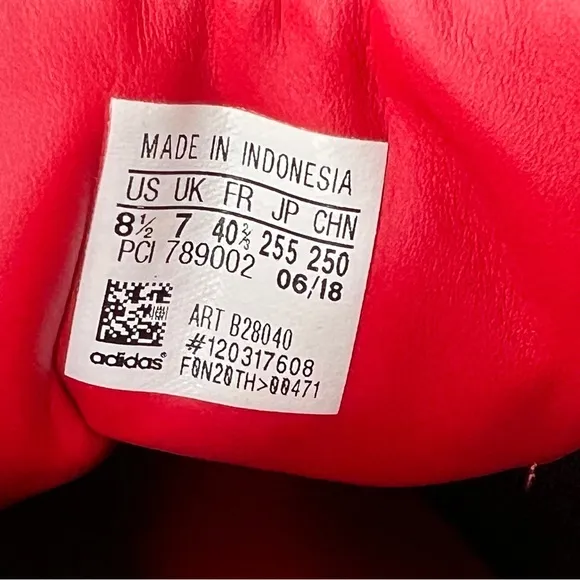 MADE IN INDONESIA
US UK FR JP CHN
8½ 7 40⅔ 255 250
PCI 789002 06/18
ART B28040
#120317608
F0N20TH>00471
adidas